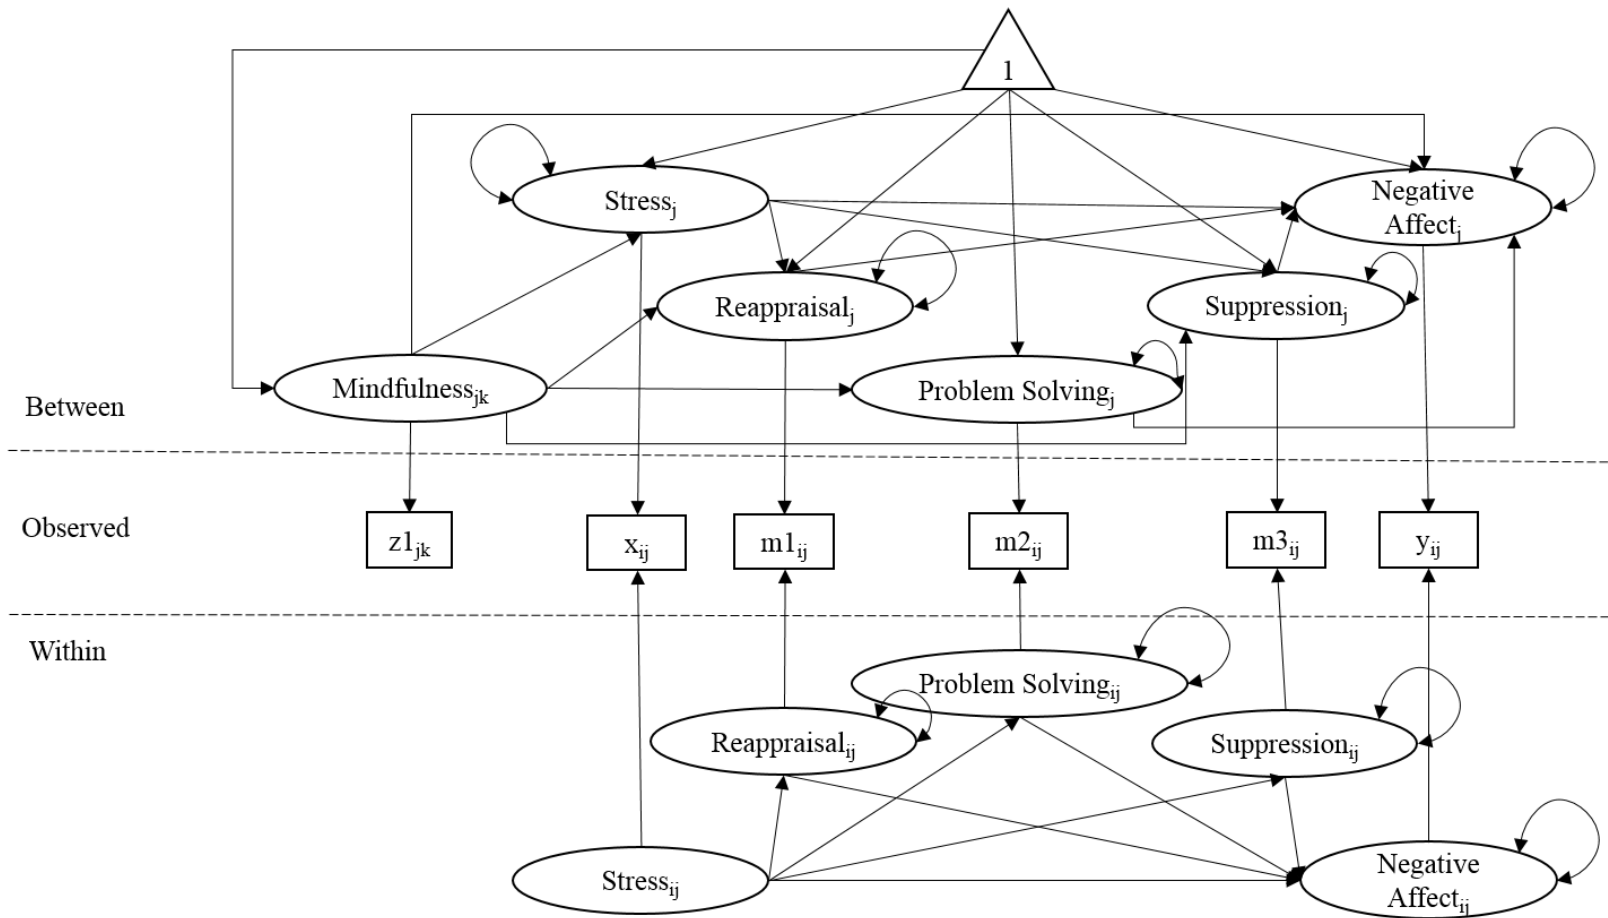 1
Stress_j
Negative
Affect_j
Reappraisal_j
Suppression_j
Mindfulness_jk
Problem Solving_j
Between
Observed
z1_jk
x_ij
m1_ij
m2_ij
m3_ij
y_ij
Within
Problem Solving_ij
Reappraisal_ij
Suppression_ij
Stress_ij
Negative
Affect_ij